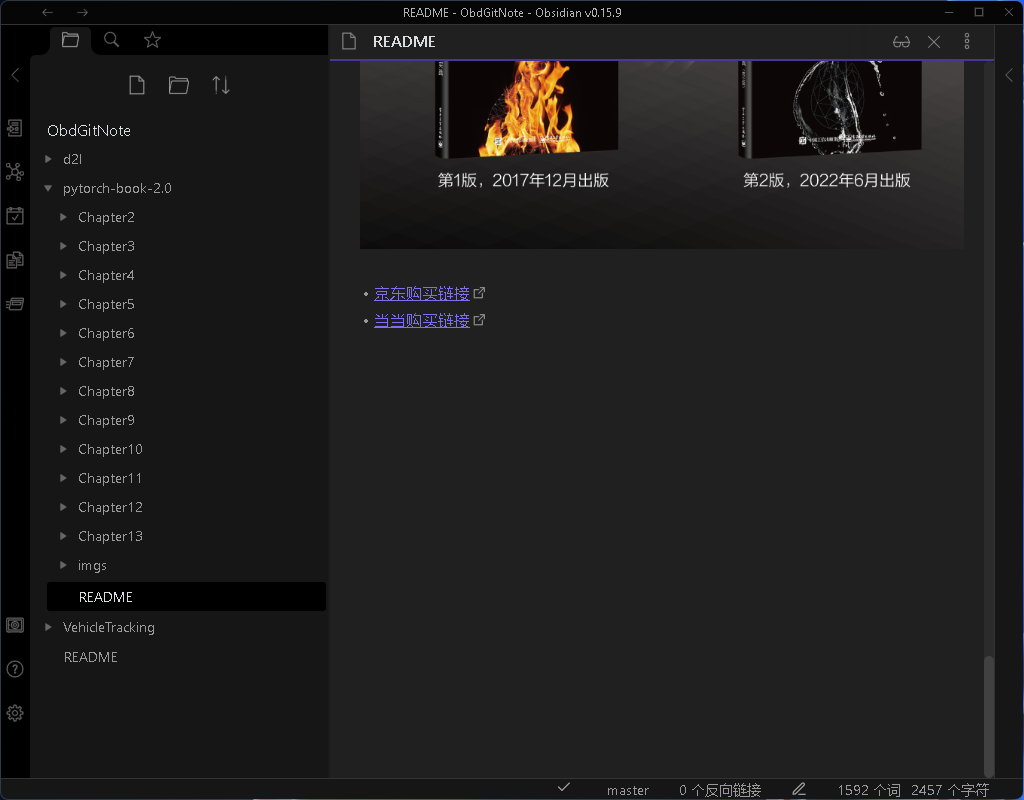 README - ObdGitNote - Obsidian v0.15.9
README
ObdGitNote
d2l
pytorch-book-2.0
Chapter2
Chapter3
Chapter4
Chapter5
Chapter6
Chapter7
Chapter8
Chapter9
Chapter10
Chapter11
Chapter12
Chapter13
imgs
README
VehicleTracking
README
第1版，2017年12月出版
第2版，2022年6月出版
京东购买链接
当当购买链接
master
0 个反向链接
1592 个词
2457 个字符